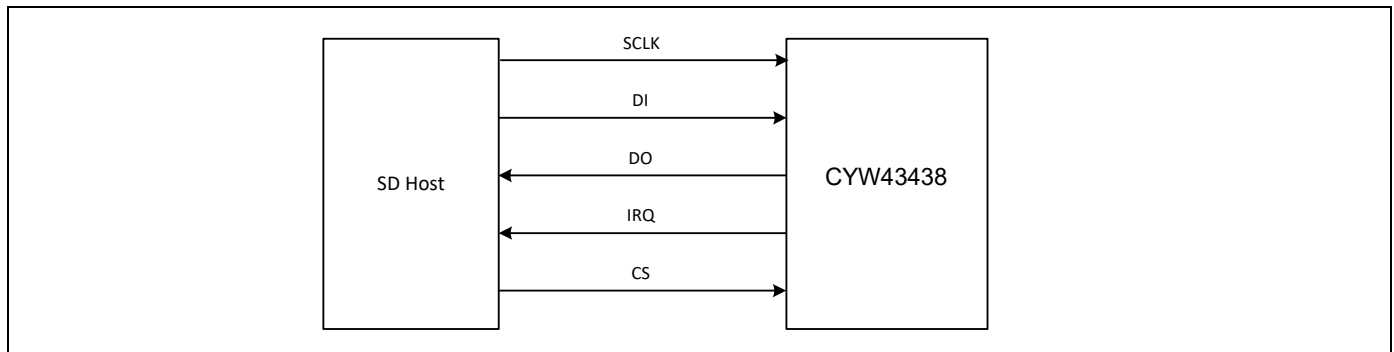 SCLK
DI
DO
SD Host
CYW43438
IRQ
CS